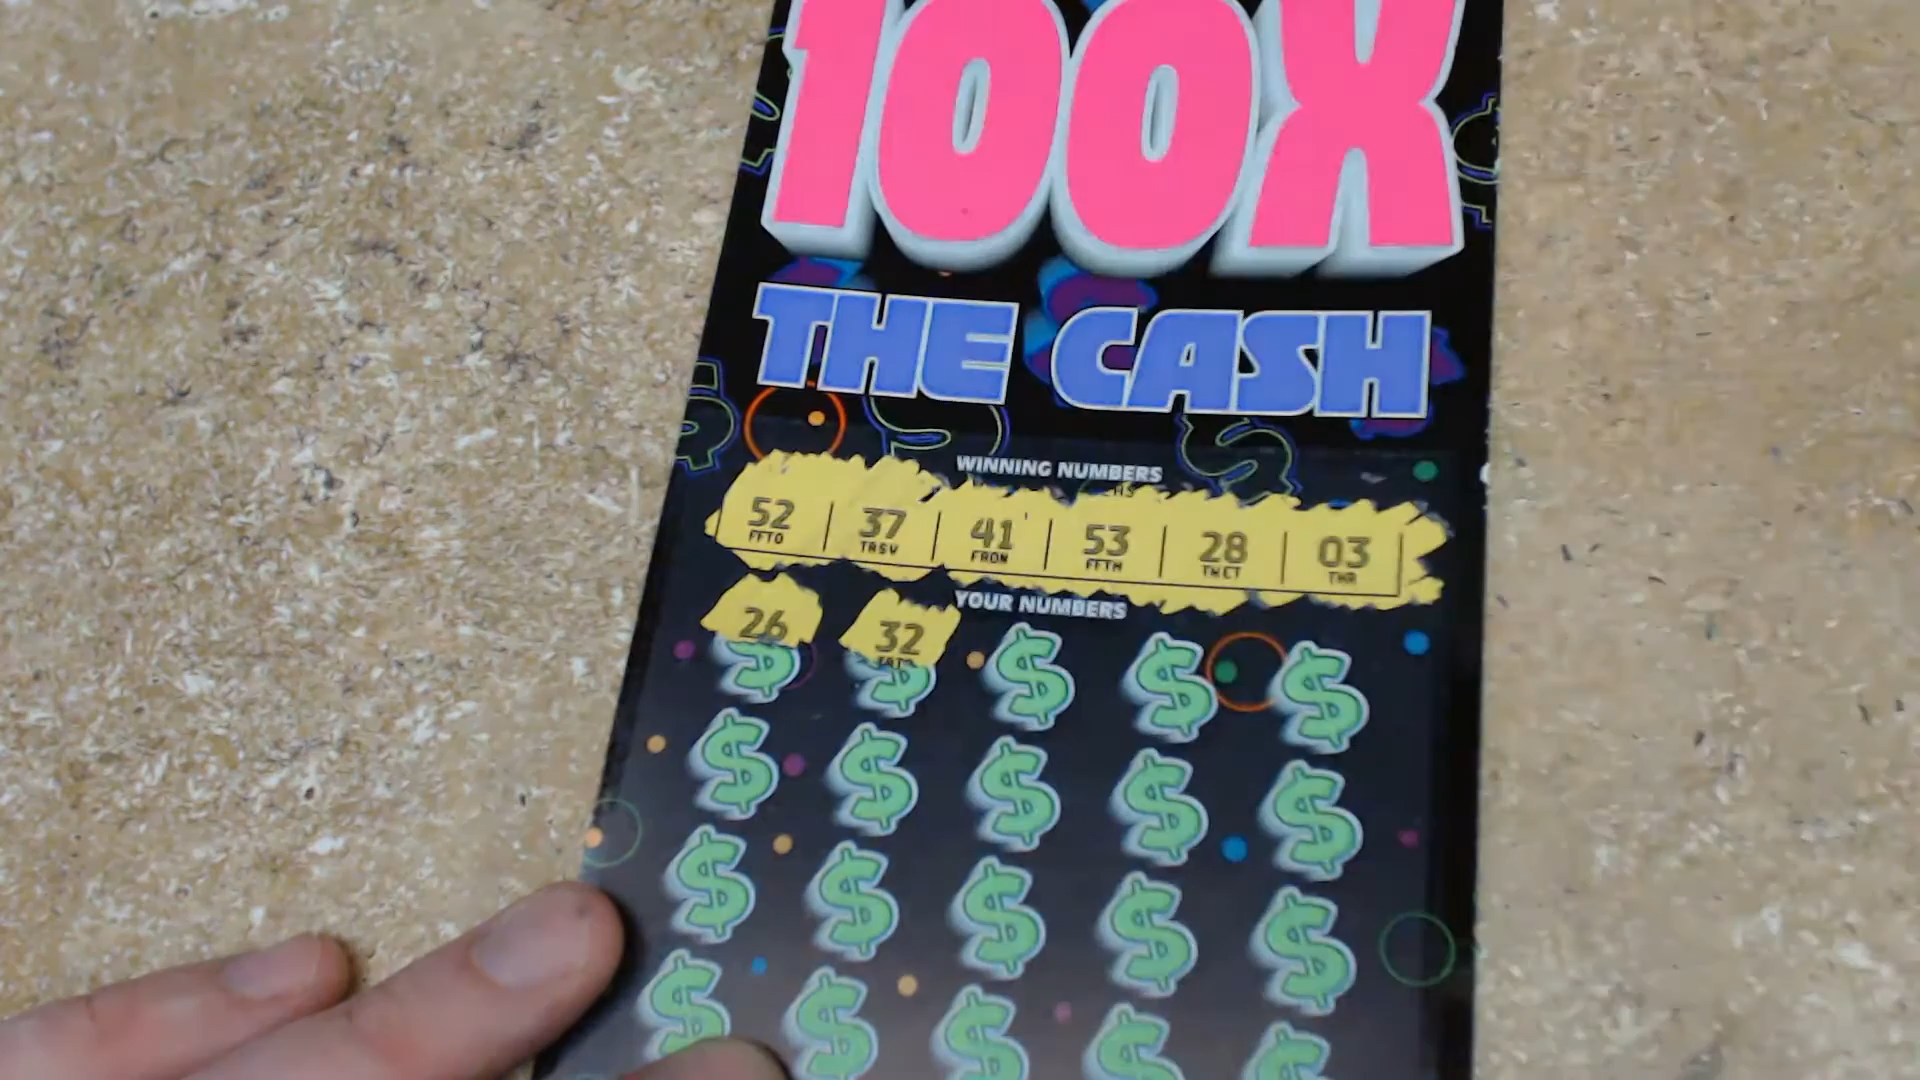 100X
THE CASH
WINNING NUMBERS
52 37 41 53 28 03
FFTO TRSV FRON FFTH TWET THR
YOUR NUMBERS
26 32